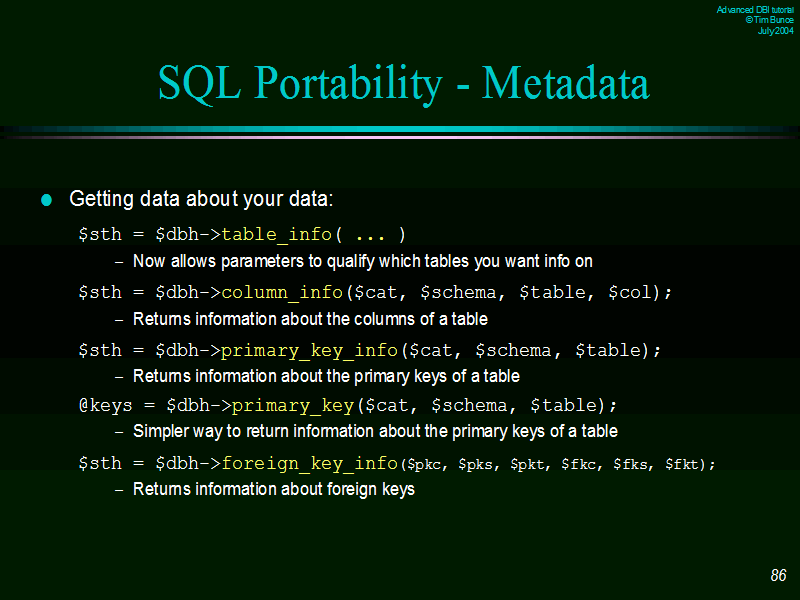 Advanced DBI tutorial
© Tim Bunce
July 2004
SQL Portability - Metadata
Getting data about your data:
$sth = $dbh->table_info( ... )
– Now allows parameters to qualify which tables you want info on
$sth = $dbh->column_info($cat, $schema, $table, $col);
– Returns information about the columns of a table
$sth = $dbh->primary_key_info($cat, $schema, $table);
– Returns information about the primary keys of a table
@keys = $dbh->primary_key($cat, $schema, $table);
– Simpler way to return information about the primary keys of a table
$sth = $dbh->foreign_key_info($pkc, $pks, $pkt, $fkc, $fks, $fkt);
– Returns information about foreign keys
86